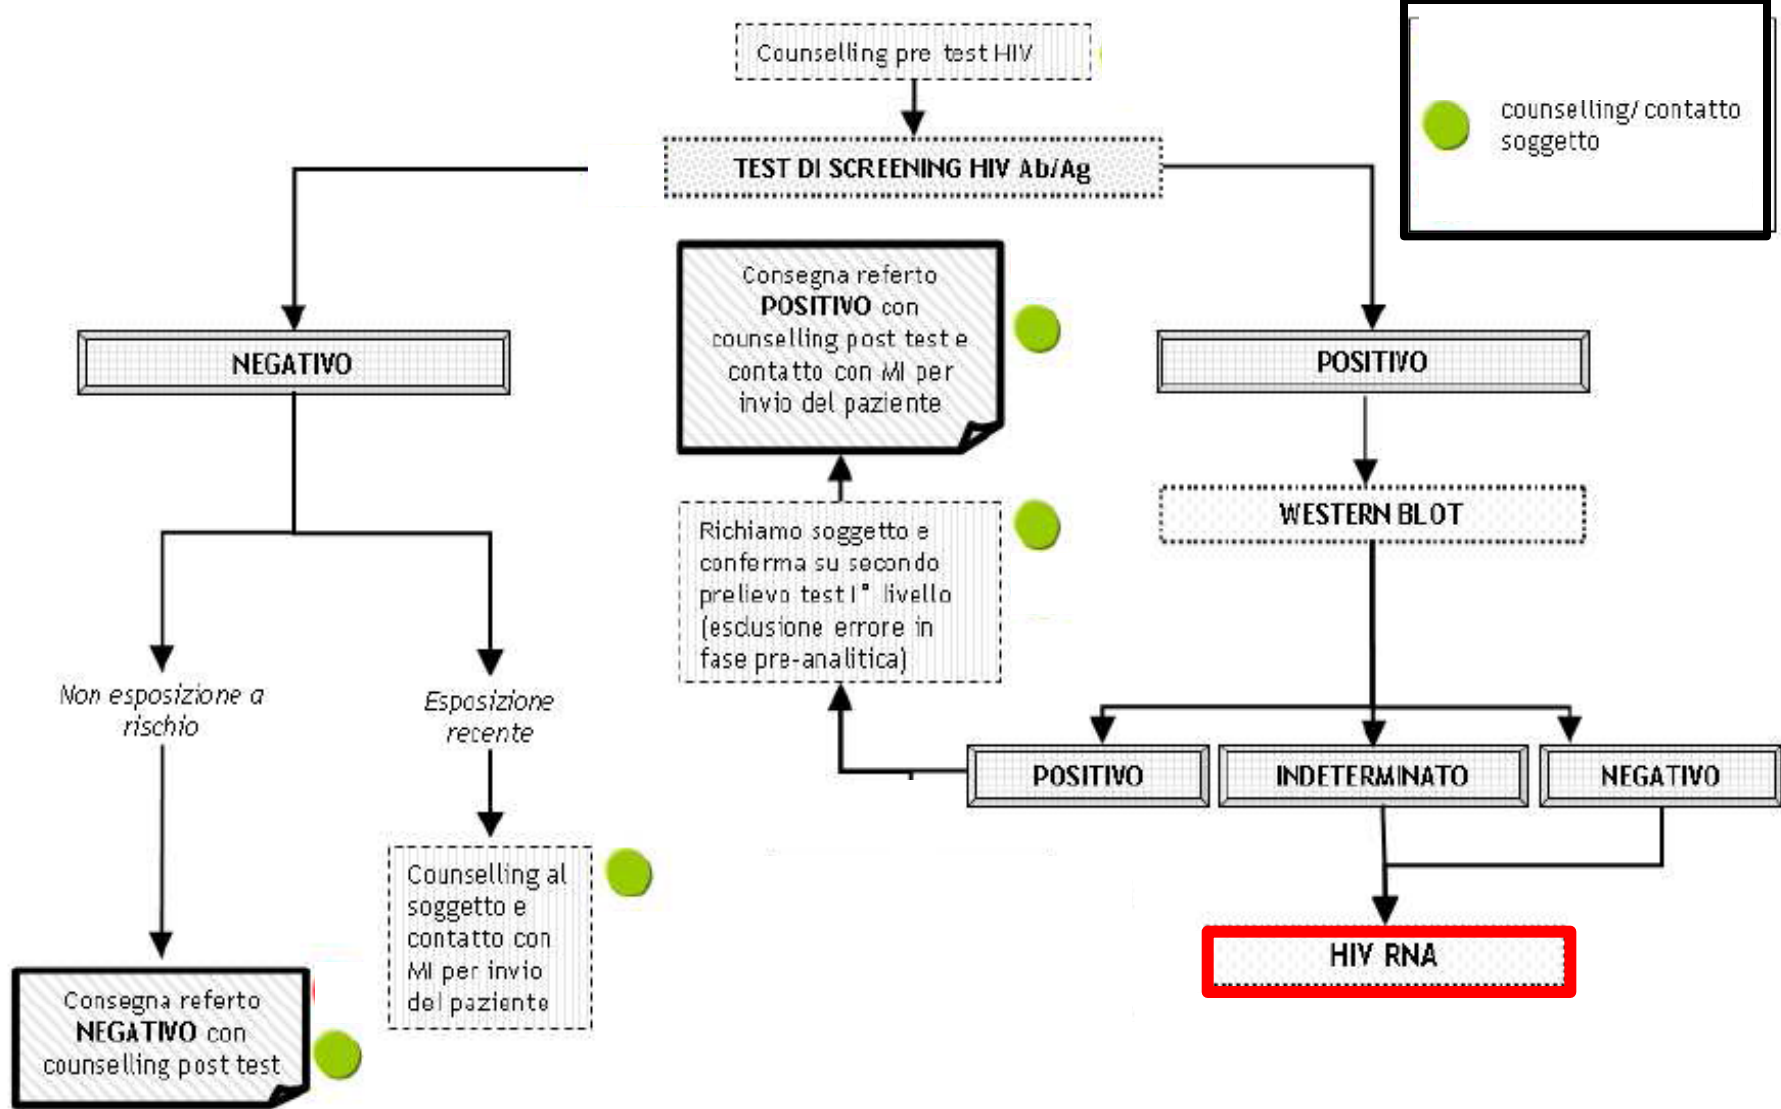 Counselling pre test HIV
counselling/ contatto
soggetto
TEST DI SCREENING HIV Ab/Ag
Consegna referto
POSITIVO con
counselling post test e
contatto con MI per
invio del paziente
NEGATIVO
POSITIVO
WESTERN BLOT
Richiamo soggetto e
conferma su secondo
prelievo test I° livello
(esclusione errore in
fase pre-analitica)
Non esposizione a
rischio
Esposizione
recente
POSITIVO
INDETERMINATO
NEGATIVO
Counselling al
soggetto e
contatto con
MI per invio
del paziente
HIV RNA
Consegna referto
NEGATIVO con
counselling post test